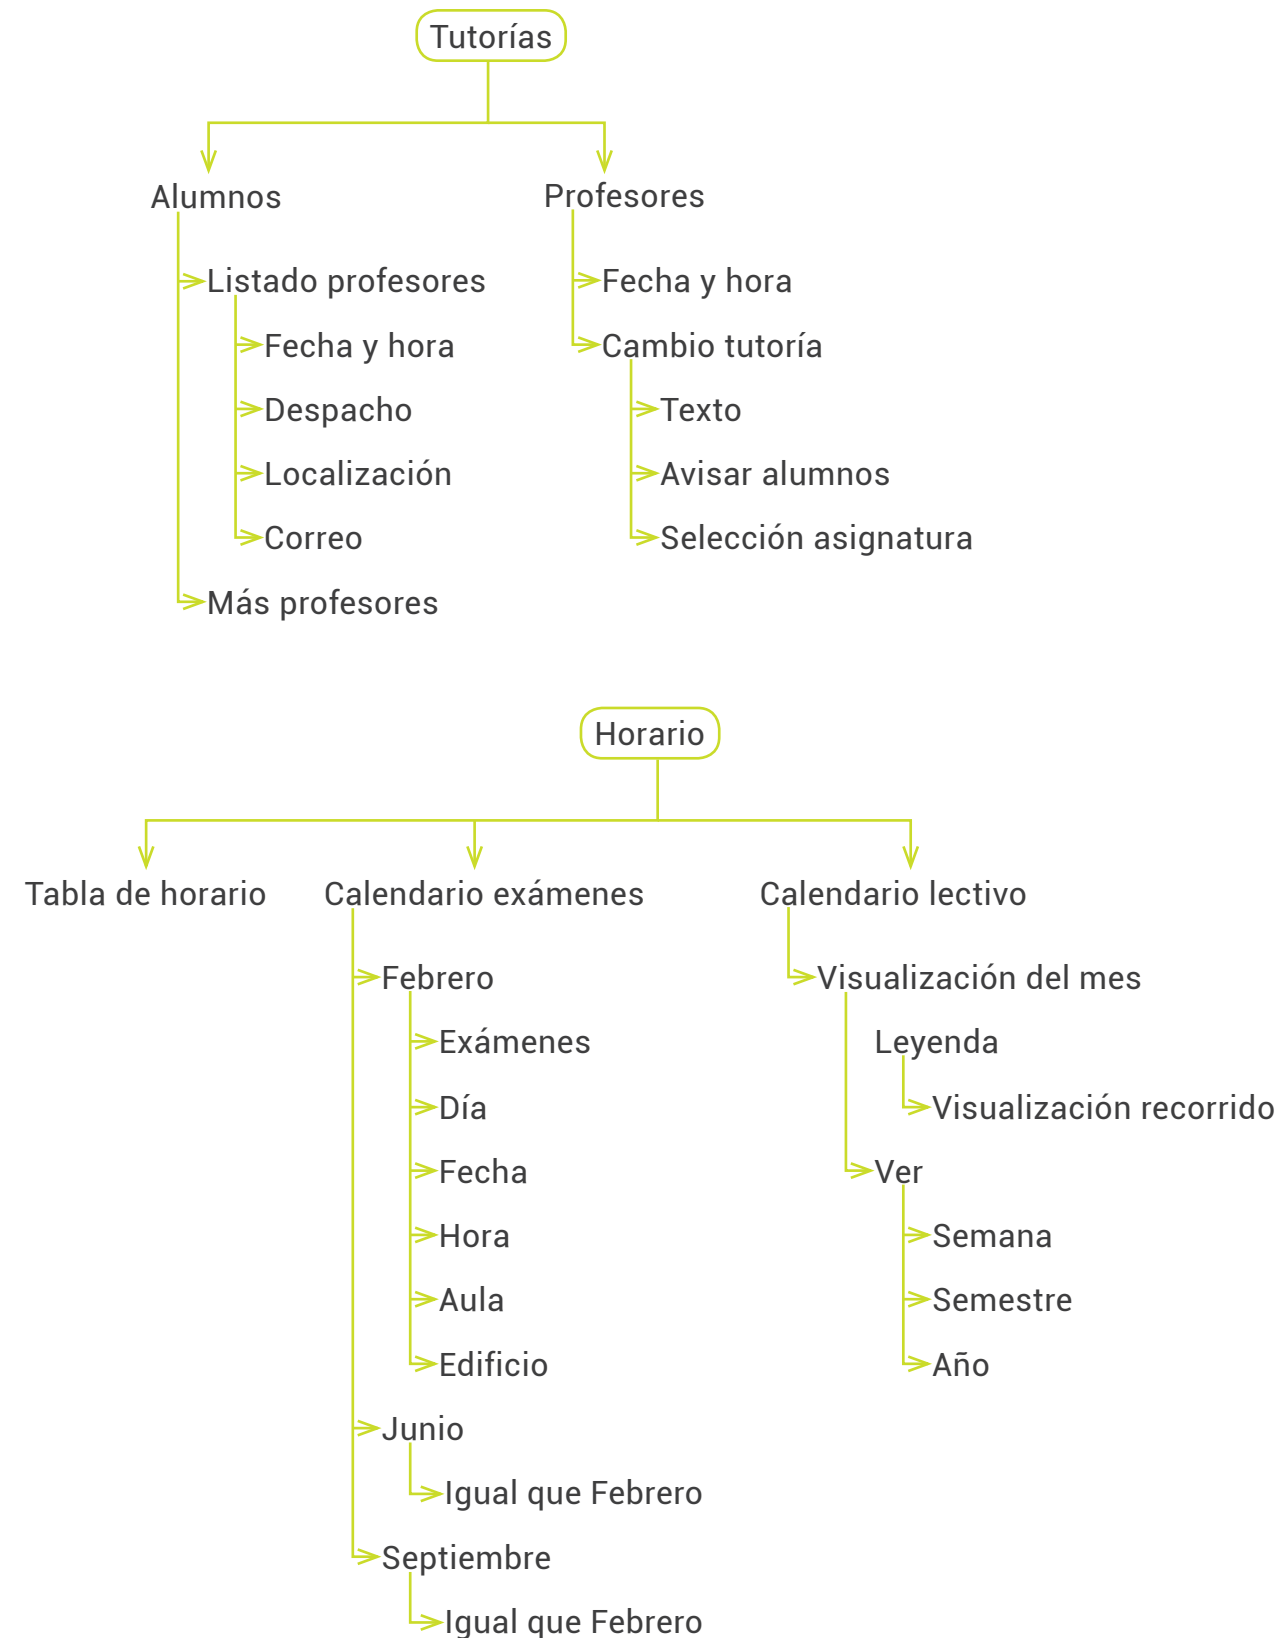 Tutorías
Alumnos
Listado profesores
Fecha y hora
Despacho
Localización
Correo
Más profesores
Profesores
Fecha y hora
Cambio tutoría
Texto
Avisar alumnos
Selección asignatura
Horario
Tabla de horario
Calendario exámenes
Febrero
Exámenes
Día
Fecha
Hora
Aula
Edificio
Junio
Igual que Febrero
Septiembre
Igual que Febrero
Calendario lectivo
Visualización del mes
Leyenda
Visualización recorrido
Ver
Semana
Semestre
Año